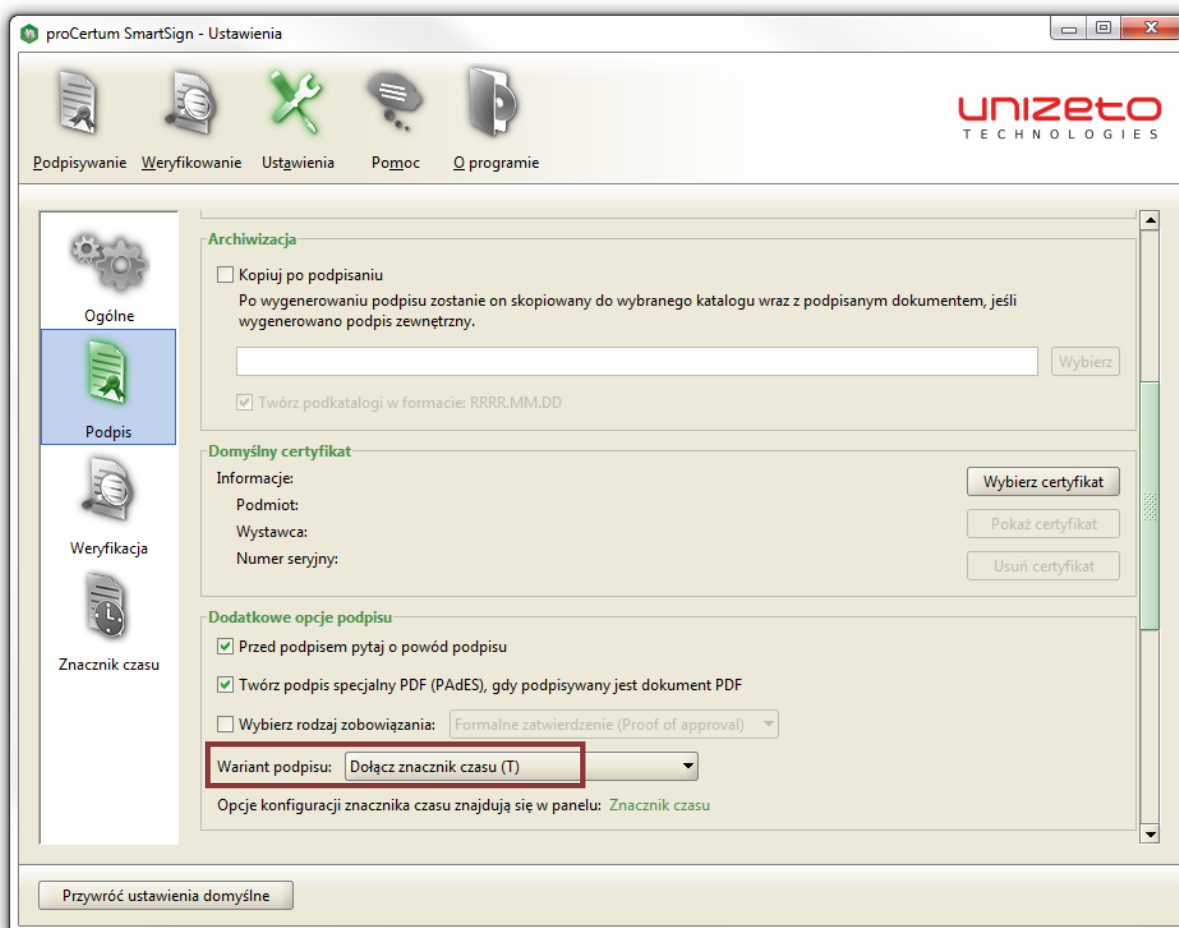 proCertum SmartSign - Ustawienia
unizeto
TECHNOLOGIES
Podpisywanie Weryfikowanie Ustawienia Pomoc O programie
Archiwizacja
Kopiuj po podpisaniu
Po wygenerowaniu podpisu zostanie on skopiowany do wybranego katalogu wraz z podpisanym dokumentem, jeśli
wygenerowano podpis zewnętrzny.
Wybierz
Twórz podkatalogi w formacie: RRRR.MM.DD
Ogólne
Podpis
Weryfikacja
Znacznik czasu
Domyślny certyfikat
Informacje:
Podmiot:
Wystawca:
Numer seryjny:
Wybierz certyfikat
Pokaż certyfikat
Usuń certyfikat
Dodatkowe opcje podpisu
Przed podpisem pytaj o powód podpisu
Twórz podpis specjalny PDF (PAdES), gdy podpisywany jest dokument PDF
Wybierz rodzaj zobowiązania: Formalne zatwierdzenie (Proof of approval)
Wariant podpisu: Dołącz znacznik czasu (T)
Opcje konfiguracji znacznika czasu znajdują się w panelu: Znacznik czasu
Przywróć ustawienia domyślne